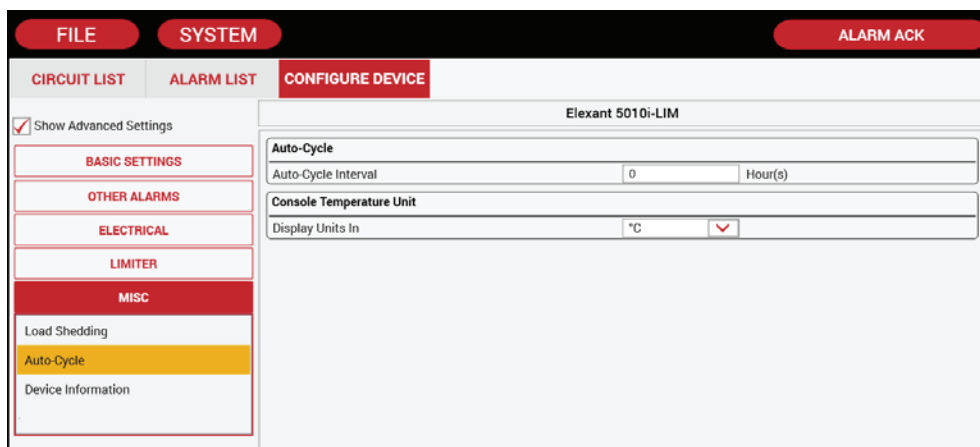 FILE SYSTEM ALARM ACK
CIRCUIT LIST ALARM LIST CONFIGURE DEVICE
Show Advanced Settings
BASIC SETTINGS
OTHER ALARMS
ELECTRICAL
LIMITER
MISC
Load Shedding
Auto-Cycle
Device Information
Elexant 5010i-LIM
Auto-Cycle
Auto-Cycle Interval 0 Hour(s)
Console Temperature Unit
Display Units In °C